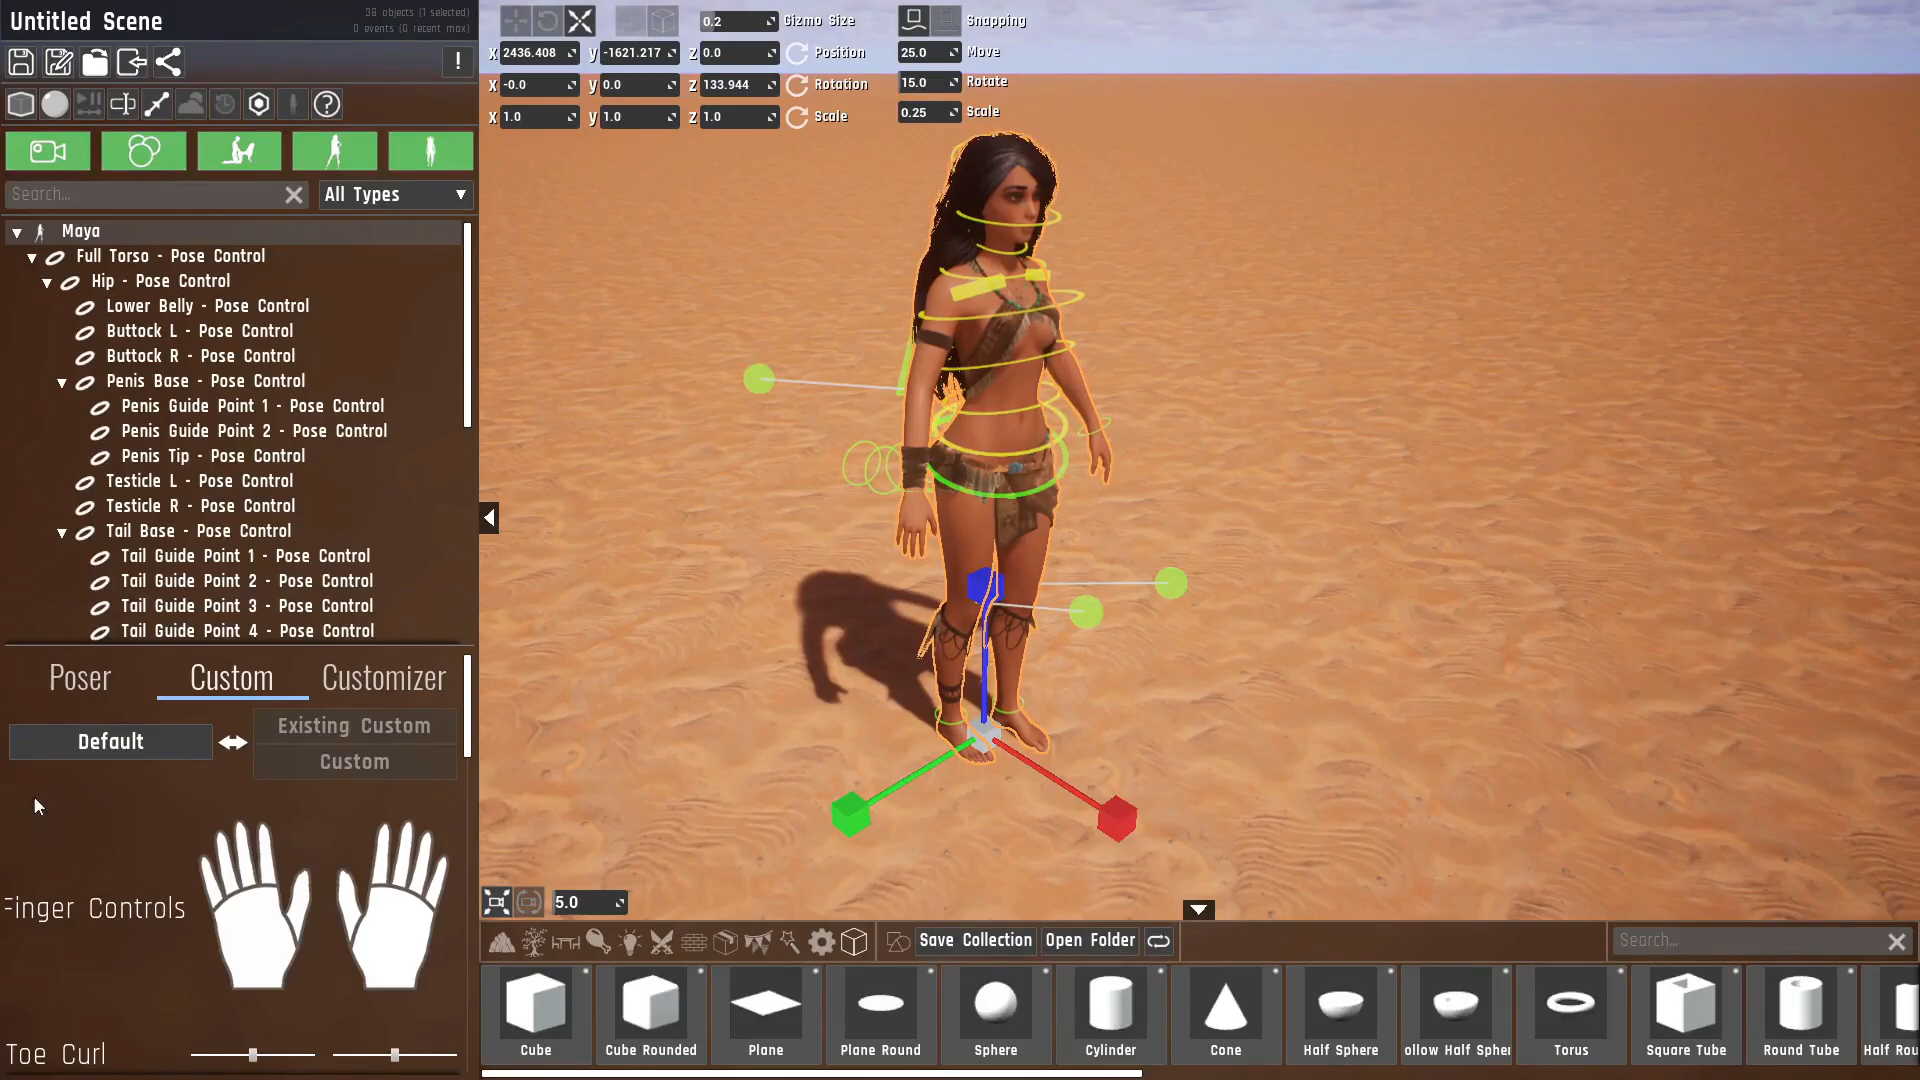 Untitled Scene
38 objects (1 selected)
0 events (0 recent max)
!
Search...
All Types
Maya
Full Torso - Pose Control
Hip - Pose Control
Lower Belly - Pose Control
Buttock L - Pose Control
Buttock R - Pose Control
Penis Base - Pose Control
Penis Guide Point 1 - Pose Control
Penis Guide Point 2 - Pose Control
Penis Tip - Pose Control
Testicle L - Pose Control
Testicle R - Pose Control
Tail Base - Pose Control
Tail Guide Point 1 - Pose Control
Tail Guide Point 2 - Pose Control
Tail Guide Point 3 - Pose Control
Tail Guide Point 4 - Pose Control
Poser Custom Customizer
Default
Existing Custom
Custom
Finger Controls
Toe Curl
0.2 Gizmo Size
Snapping
X 2436.408 y -1621.217 Z 0.0 Position
25.0 Move
X -0.0 y 0.0 Z 133.944 Rotation
15.0 Rotate
X 1.0 y 1.0 Z 1.0 Scale
0.25 Scale
5.0
Save Collection Open Folder
Search...
Cube
Cube Rounded
Plane
Plane Round
Sphere
Cylinder
Cone
Half Sphere
ollow Half Spher
Torus
Square Tube
Round Tube
Half Rou